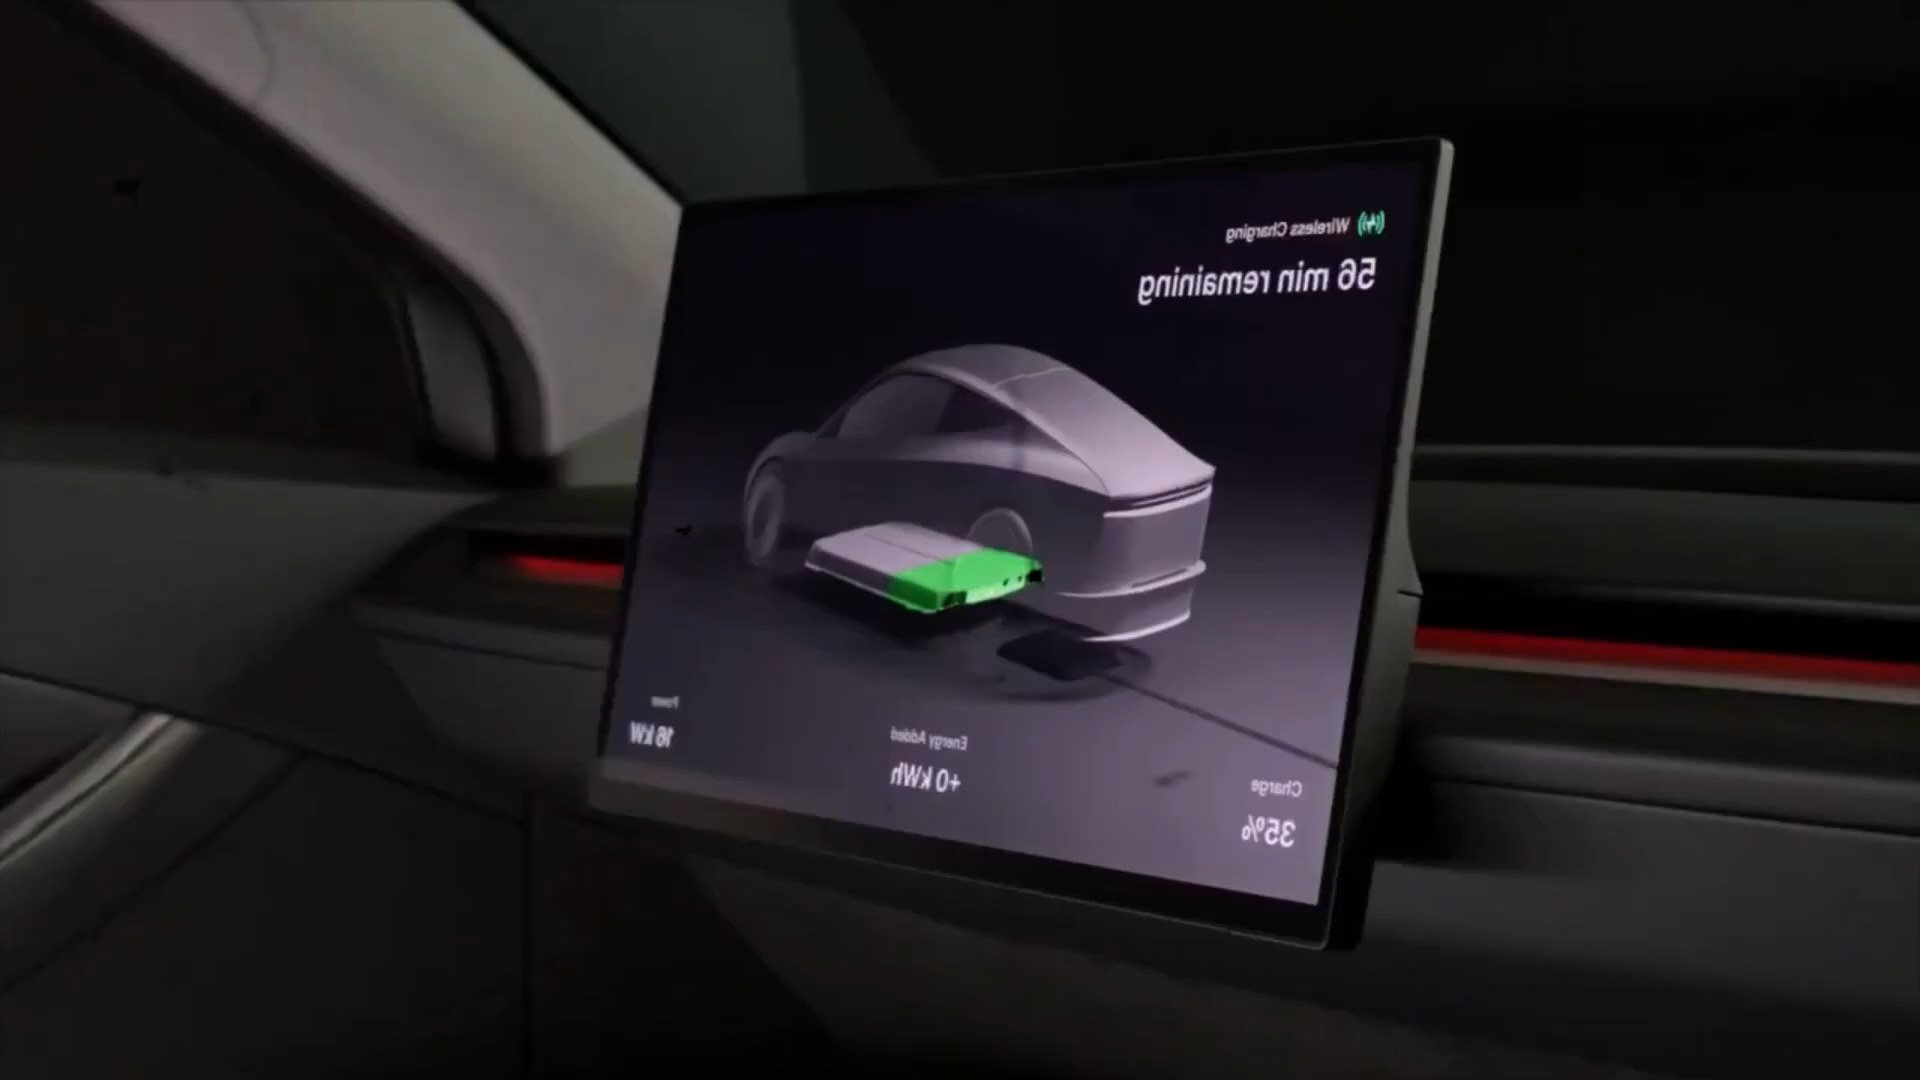 Wireless Charging
56 min remaining
Charge
35%
Energy Added
+0 kWh
Power
16 kW